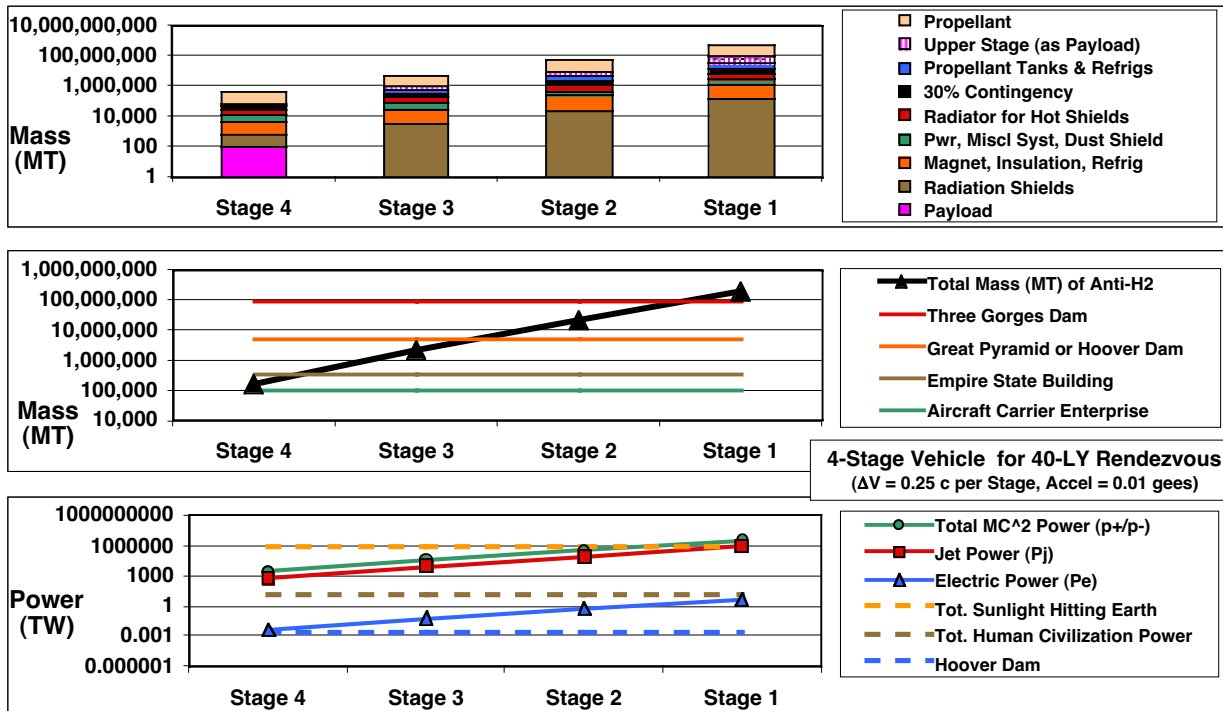 10,000,000,000
100,000,000
1,000,000
10,000
100
1
Mass
(MT)
Stage 4
Stage 3
Stage 2
Stage 1
Propellant
Upper Stage (as Payload)
Propellant Tanks & Refrigs
30% Contingency
Radiator for Hot Shields
Pwr, Miscl Syst, Dust Shield
Magnet, Insulation, Refrig
Radiation Shields
Payload
1,000,000,000
100,000,000
10,000,000
1,000,000
100,000
10,000
Mass
(MT)
Stage 4
Stage 3
Stage 2
Stage 1
Total Mass (MT) of Anti-H2
Three Gorges Dam
Great Pyramid or Hoover Dam
Empire State Building
Aircraft Carrier Enterprise
4-Stage Vehicle for 40-LY Rendezvous
(ΔV = 0.25 c per Stage, Accel = 0.01 gees)
1000000000
1000000
1000
1
0.001
0.000001
Power
(TW)
Stage 4
Stage 3
Stage 2
Stage 1
Total MC^2 Power (p+/p-)
Jet Power (Pj)
Electric Power (Pe)
Tot. Sunlight Hitting Earth
Tot. Human Civilization Power
Hoover Dam